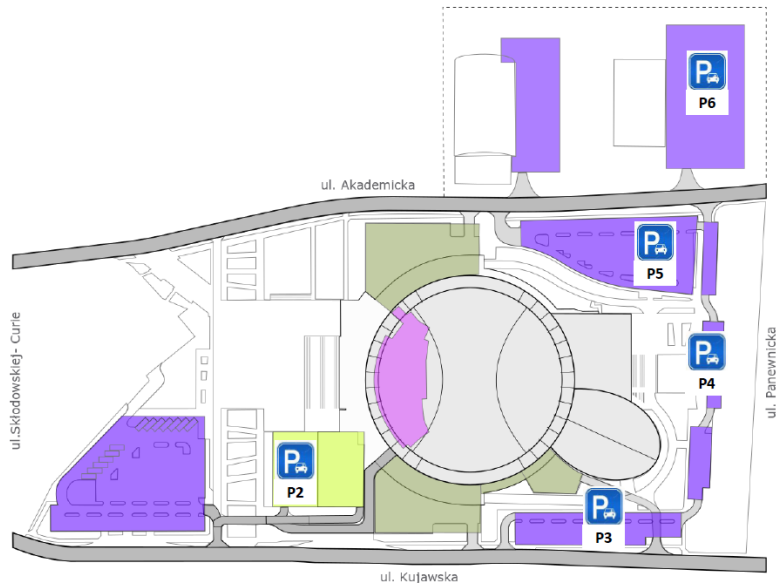 P
P6
ul. Akademicka
P
P5
ul.Skłodowskiej- Curie
P
P4
ul. Panewnicka
P
P2
P
P3
ul. Kujawska